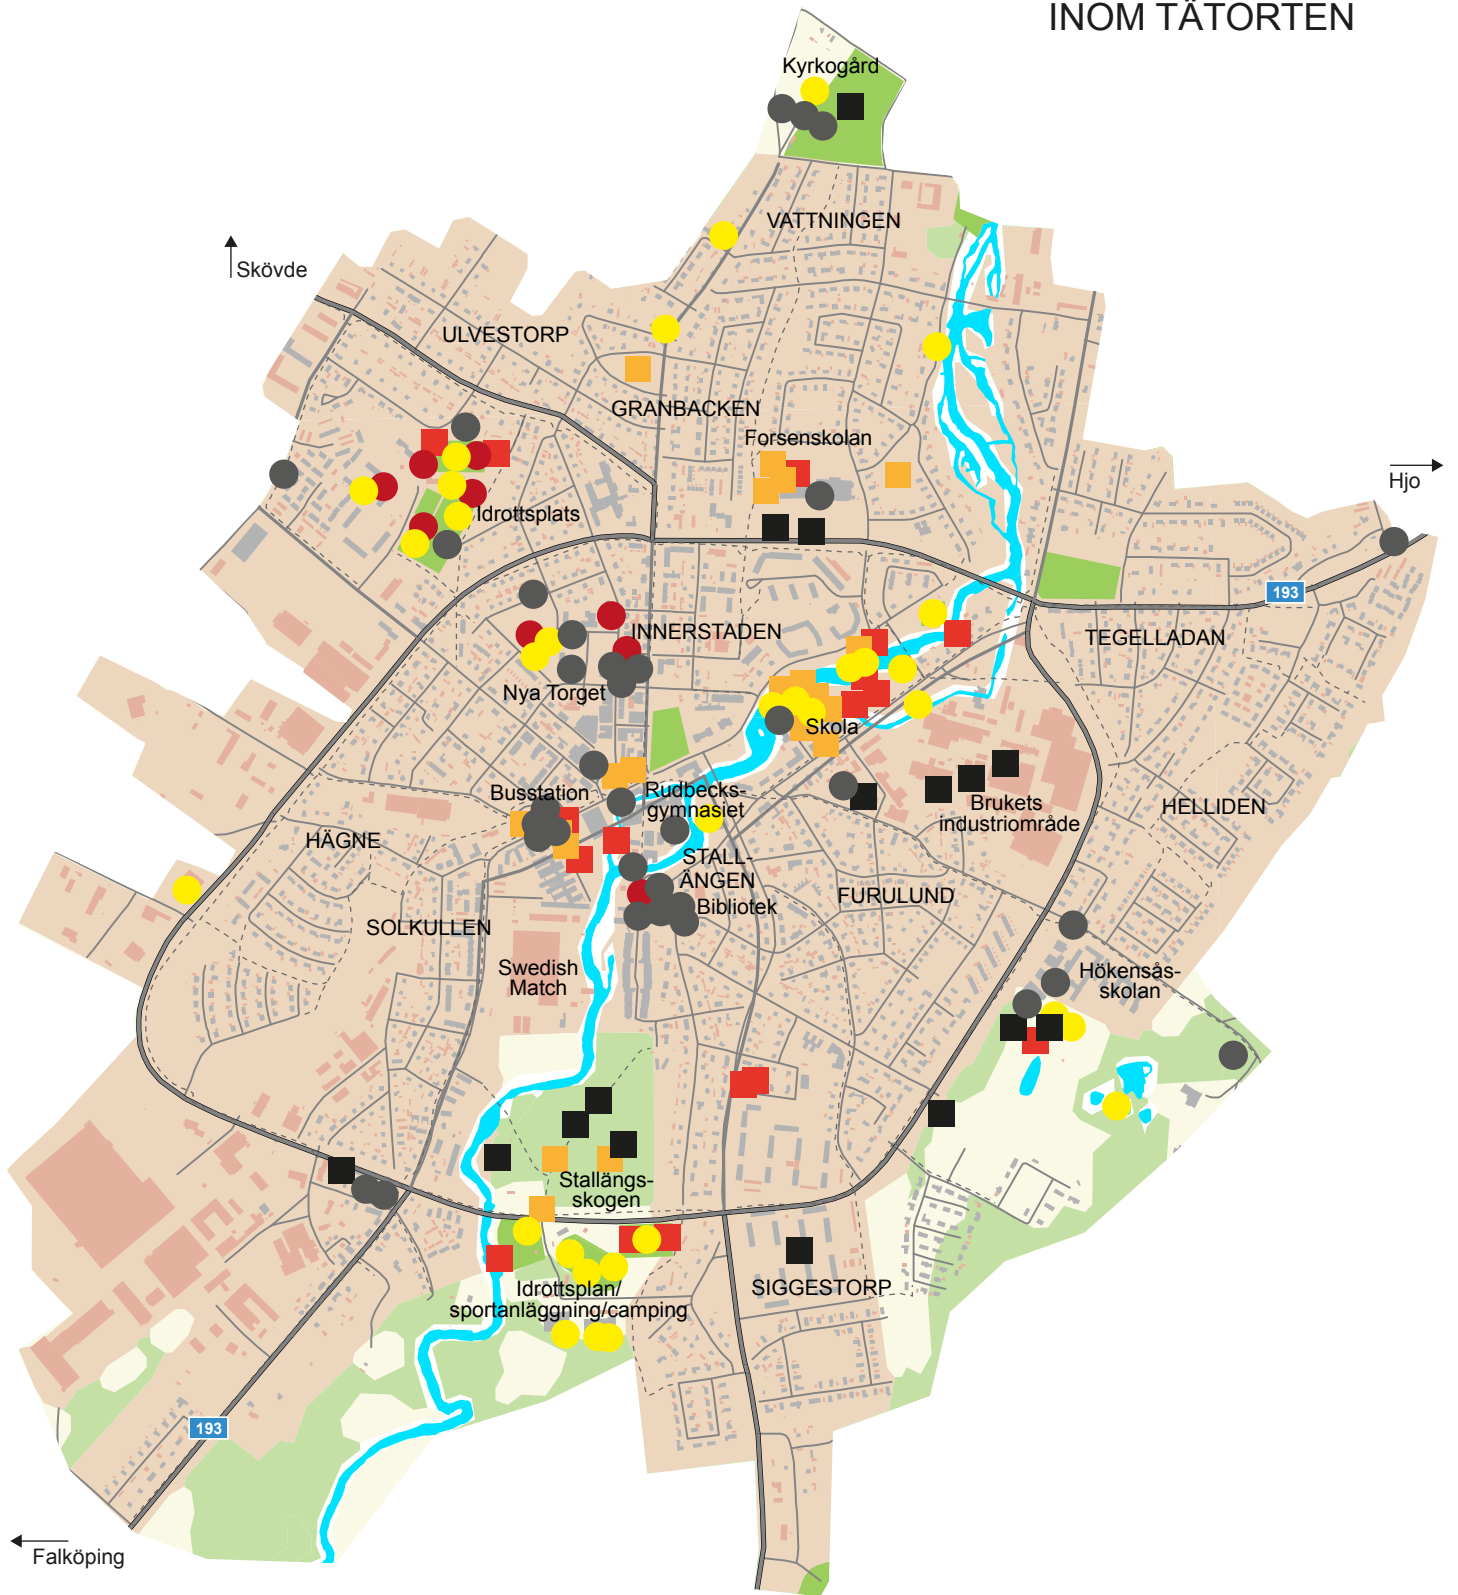 INOM TÄTORTEN
Kyrkogård
VATTNINGEN
Skövde
ULVESTORP
GRANBACKEN
Forsenskolan
Hjo
Idrottsplats
193
INNERSTADEN
TEGELLADAN
Nya Torget
Skola
Busstation
Rudbecks-
gymnasiet
Brukets
industriområde
HELLIDEN
HÄGNE
STALL-
ÄNGEN
FURULUND
Bibliotek
SOLKULLEN
Swedish
Match
Hökensås-
skolan
Stallängs-
skogen
Idrottsplan/
sportanläggning/camping
SIGGESTORP
193
Falköping